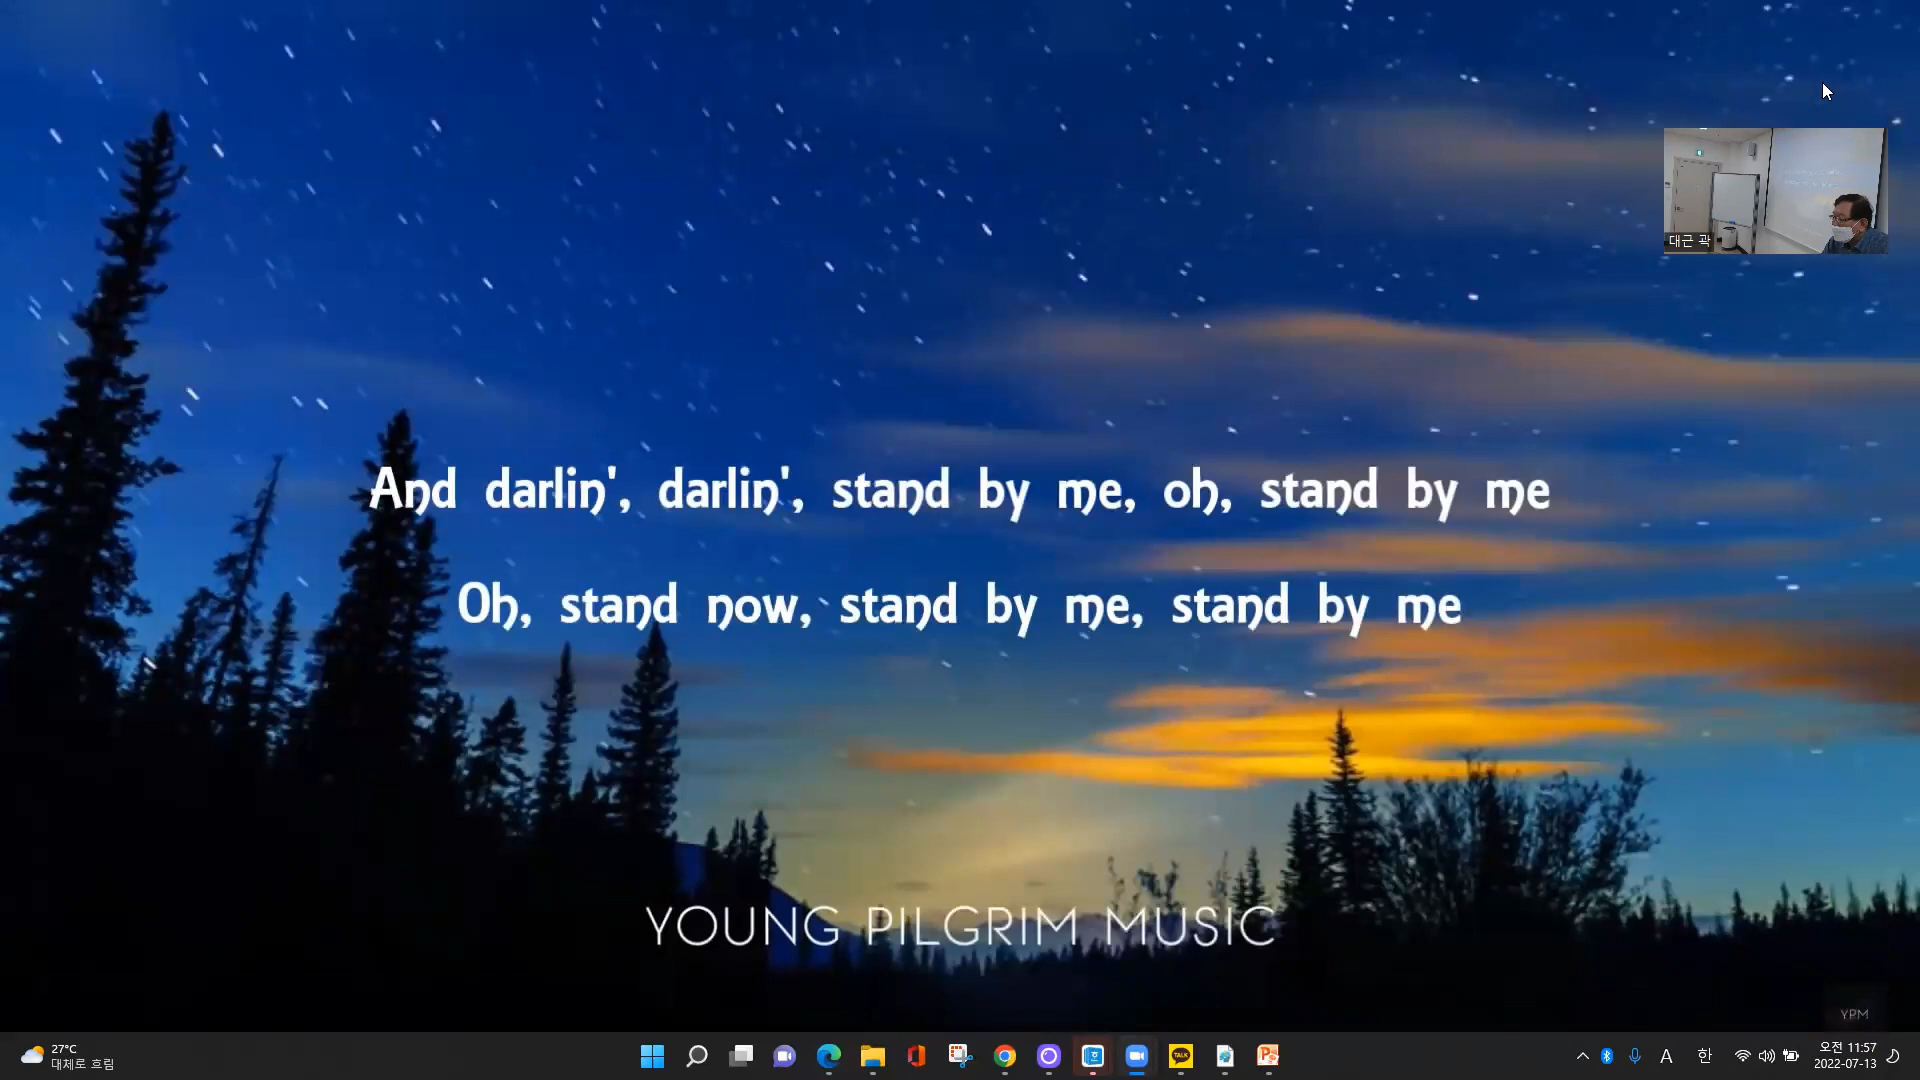 대근 곽
And darlin', darlin', stand by me, oh, stand by me
Oh, stand now, stand by me, stand by me
YOUNG PILGRIM MUSIC
YPM
27°C
대체로 흐림
TALK
A
한
오전 11:57
2022-07-13